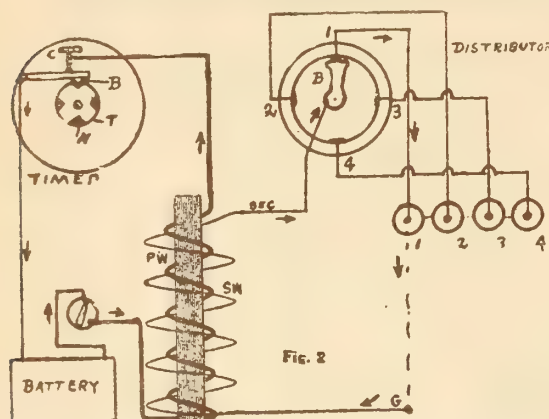 C
B
T
N
TIMER
1
DISTRIBUTOR
B
2
3
4
SEC
1
2
3
4
PW
SW
FIG. 2
BATTERY
G